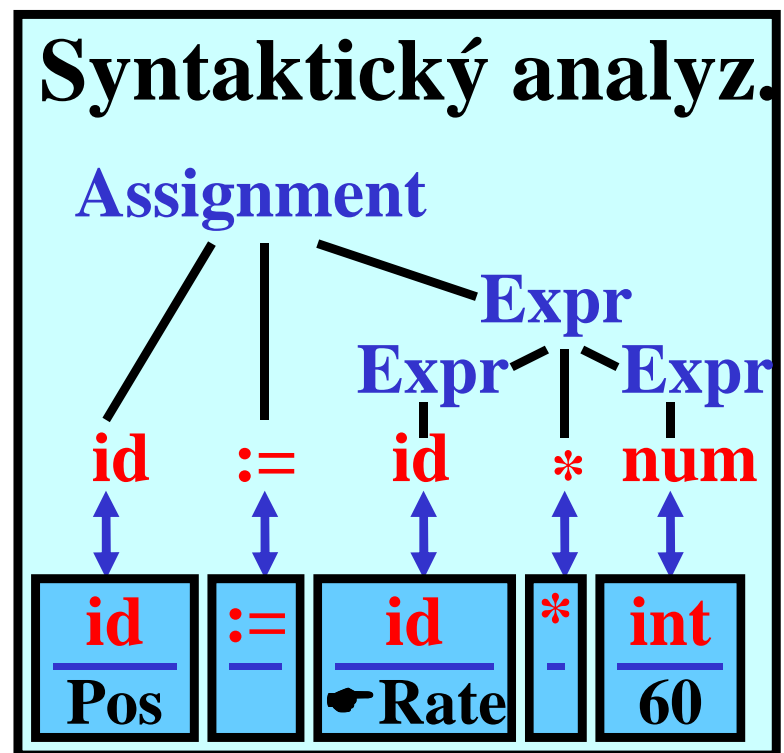 Syntaktický analyz.
Assignment
Expr
Expr Expr
id := id * num
id := id * int
Pos ☛Rate 60